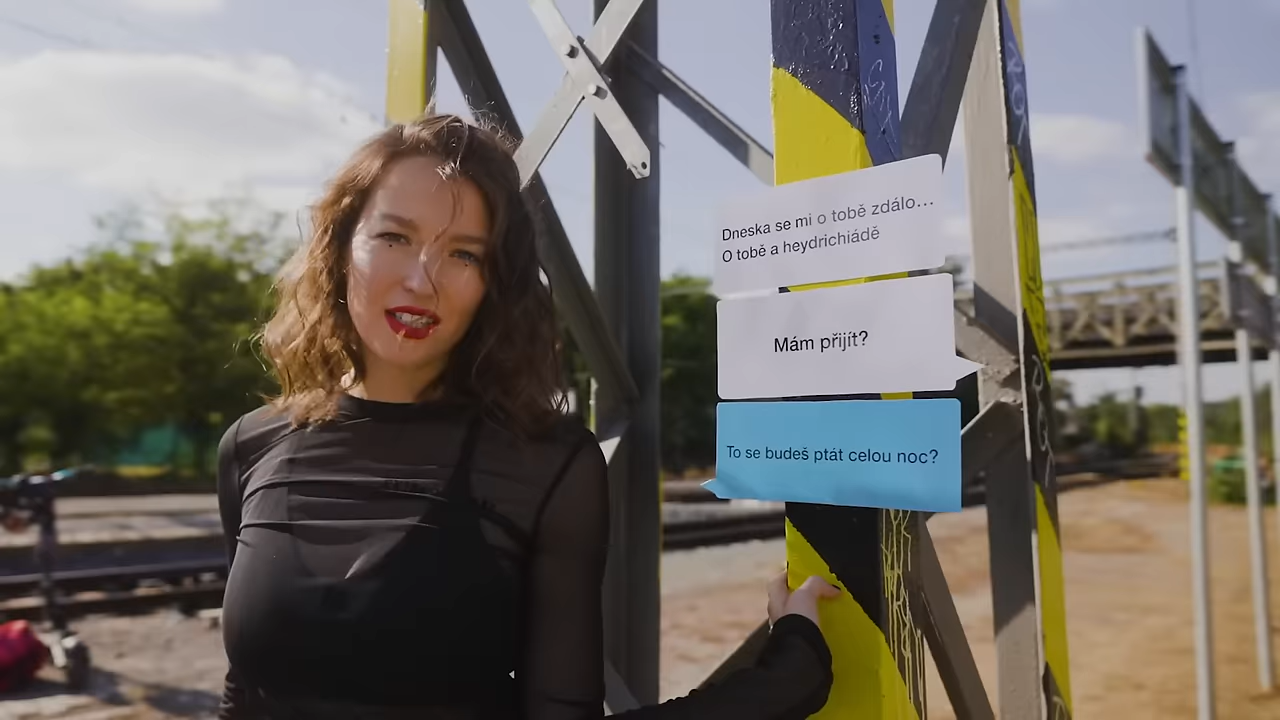 Dneska se mi o tobě zdálo...
O tobě a heydrichiádě
Mám přijít?
To se budeš ptát celou noc?